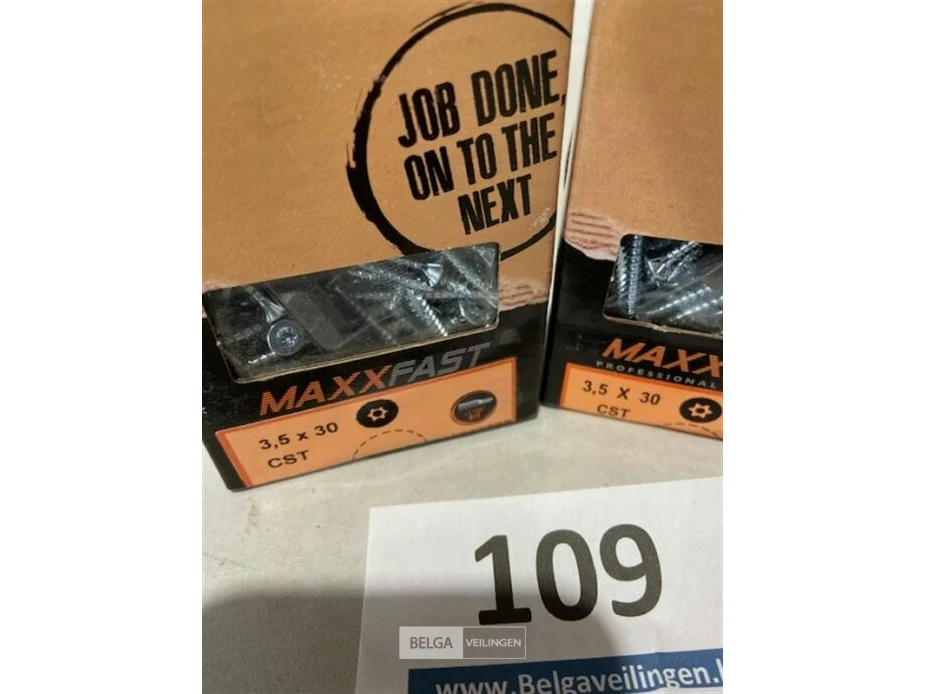 JOB DONE,
ON TO THE
NEXT
MAXXFAST
3,5 x 30
CST
MAXX
PROFESSIONAL
3,5 X 30
CST
109
BELGA VEILINGEN
www.Belgaveilingen.